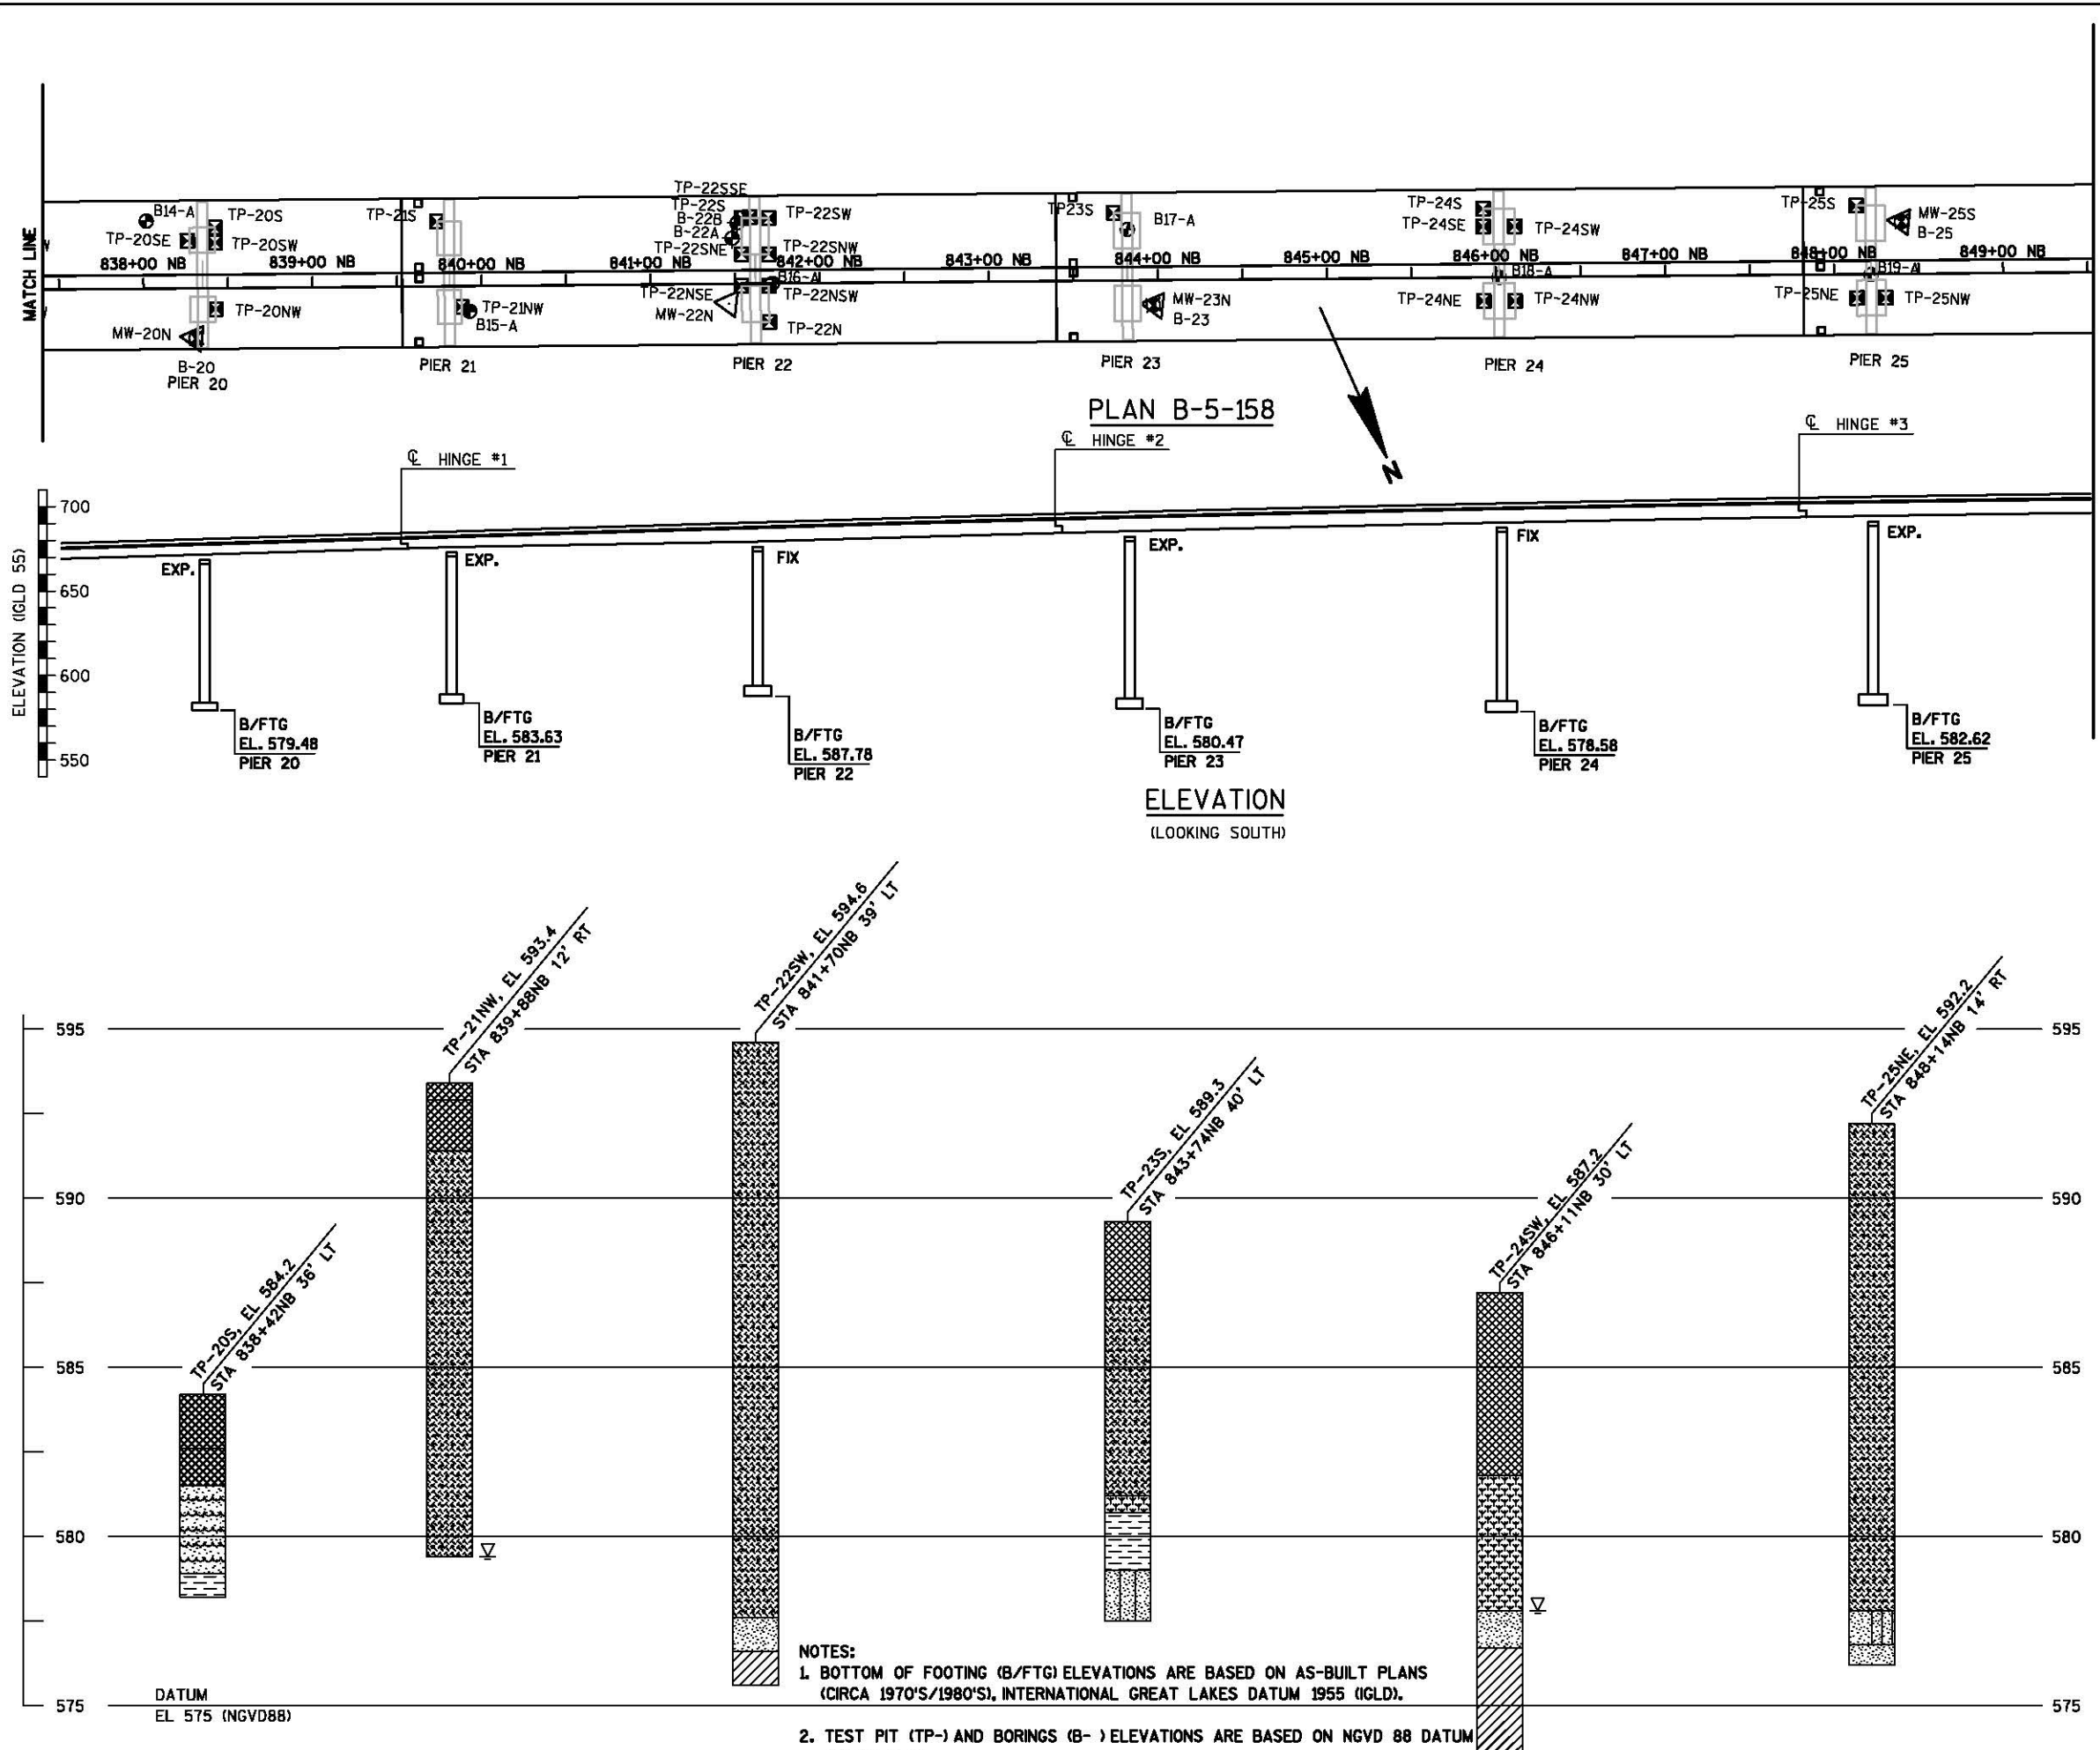 TP-22SSE
TP-22S
B-22B
B-22A
TP-22SNE
TP-22SW
TP-22SNW
B14-A
TP-20S
TP-20SE
TP-20SW
TP-21S
TP23S
B17-A
TP-24S
TP-24SE
TP-24SW
TP-25S
MW-25S
B-25
MATCH LINE
838+00 NB
839+00 NB
840+00 NB
841+00 NB
842+00 NB
843+00 NB
844+00 NB
845+00 NB
846+00 NB
847+00 NB
848+00 NB
849+00 NB
B16-A
B18-A
B19-A
TP-20NW
MW-20N
TP-21NW
B15-A
TP-22NSE
MW-22N
TP-22NSW
TP-22N
MW-23N
B-23
TP-24NE
TP-24NW
TP-25NE
TP-25NW
B-20
PIER 20
PIER 21
PIER 22
PIER 23
PIER 24
PIER 25
PLAN B-5-158
N
℄ HINGE #1
℄ HINGE #2
℄ HINGE #3
ELEVATION (IGLD 55)
700
650
600
550
EXP.
EXP.
FIX
EXP.
FIX
EXP.
B/FTG
EL. 579.48
PIER 20
B/FTG
EL. 583.63
PIER 21
B/FTG
EL. 587.78
PIER 22
B/FTG
EL. 580.47
PIER 23
B/FTG
EL. 578.58
PIER 24
B/FTG
EL. 582.62
PIER 25
ELEVATION
(LOOKING SOUTH)
TP-20S, EL 584.2
STA 838+42NB 36' LT
TP-21NW, EL 593.4
STA 839+88NB 12' RT
TP-22SW, EL 594.6
STA 841+70NB 39' LT
TP-23S, EL 589.3
STA 843+74NB 40' LT
TP-24SW, EL 587.2
STA 846+11NB 30' LT
TP-25NE, EL 592.2
STA 848+14NB 14' RT
595
590
585
580
575
595
590
585
580
575
DATUM
EL 575 (NGVD88)
NOTES:
1. BOTTOM OF FOOTING (B/FTG) ELEVATIONS ARE BASED ON AS-BUILT PLANS
(CIRCA 1970'S/1980'S), INTERNATIONAL GREAT LAKES DATUM 1955 (IGLD).
2. TEST PIT (TP-) AND BORINGS (B- ) ELEVATIONS ARE BASED ON NGVD 88 DATUM